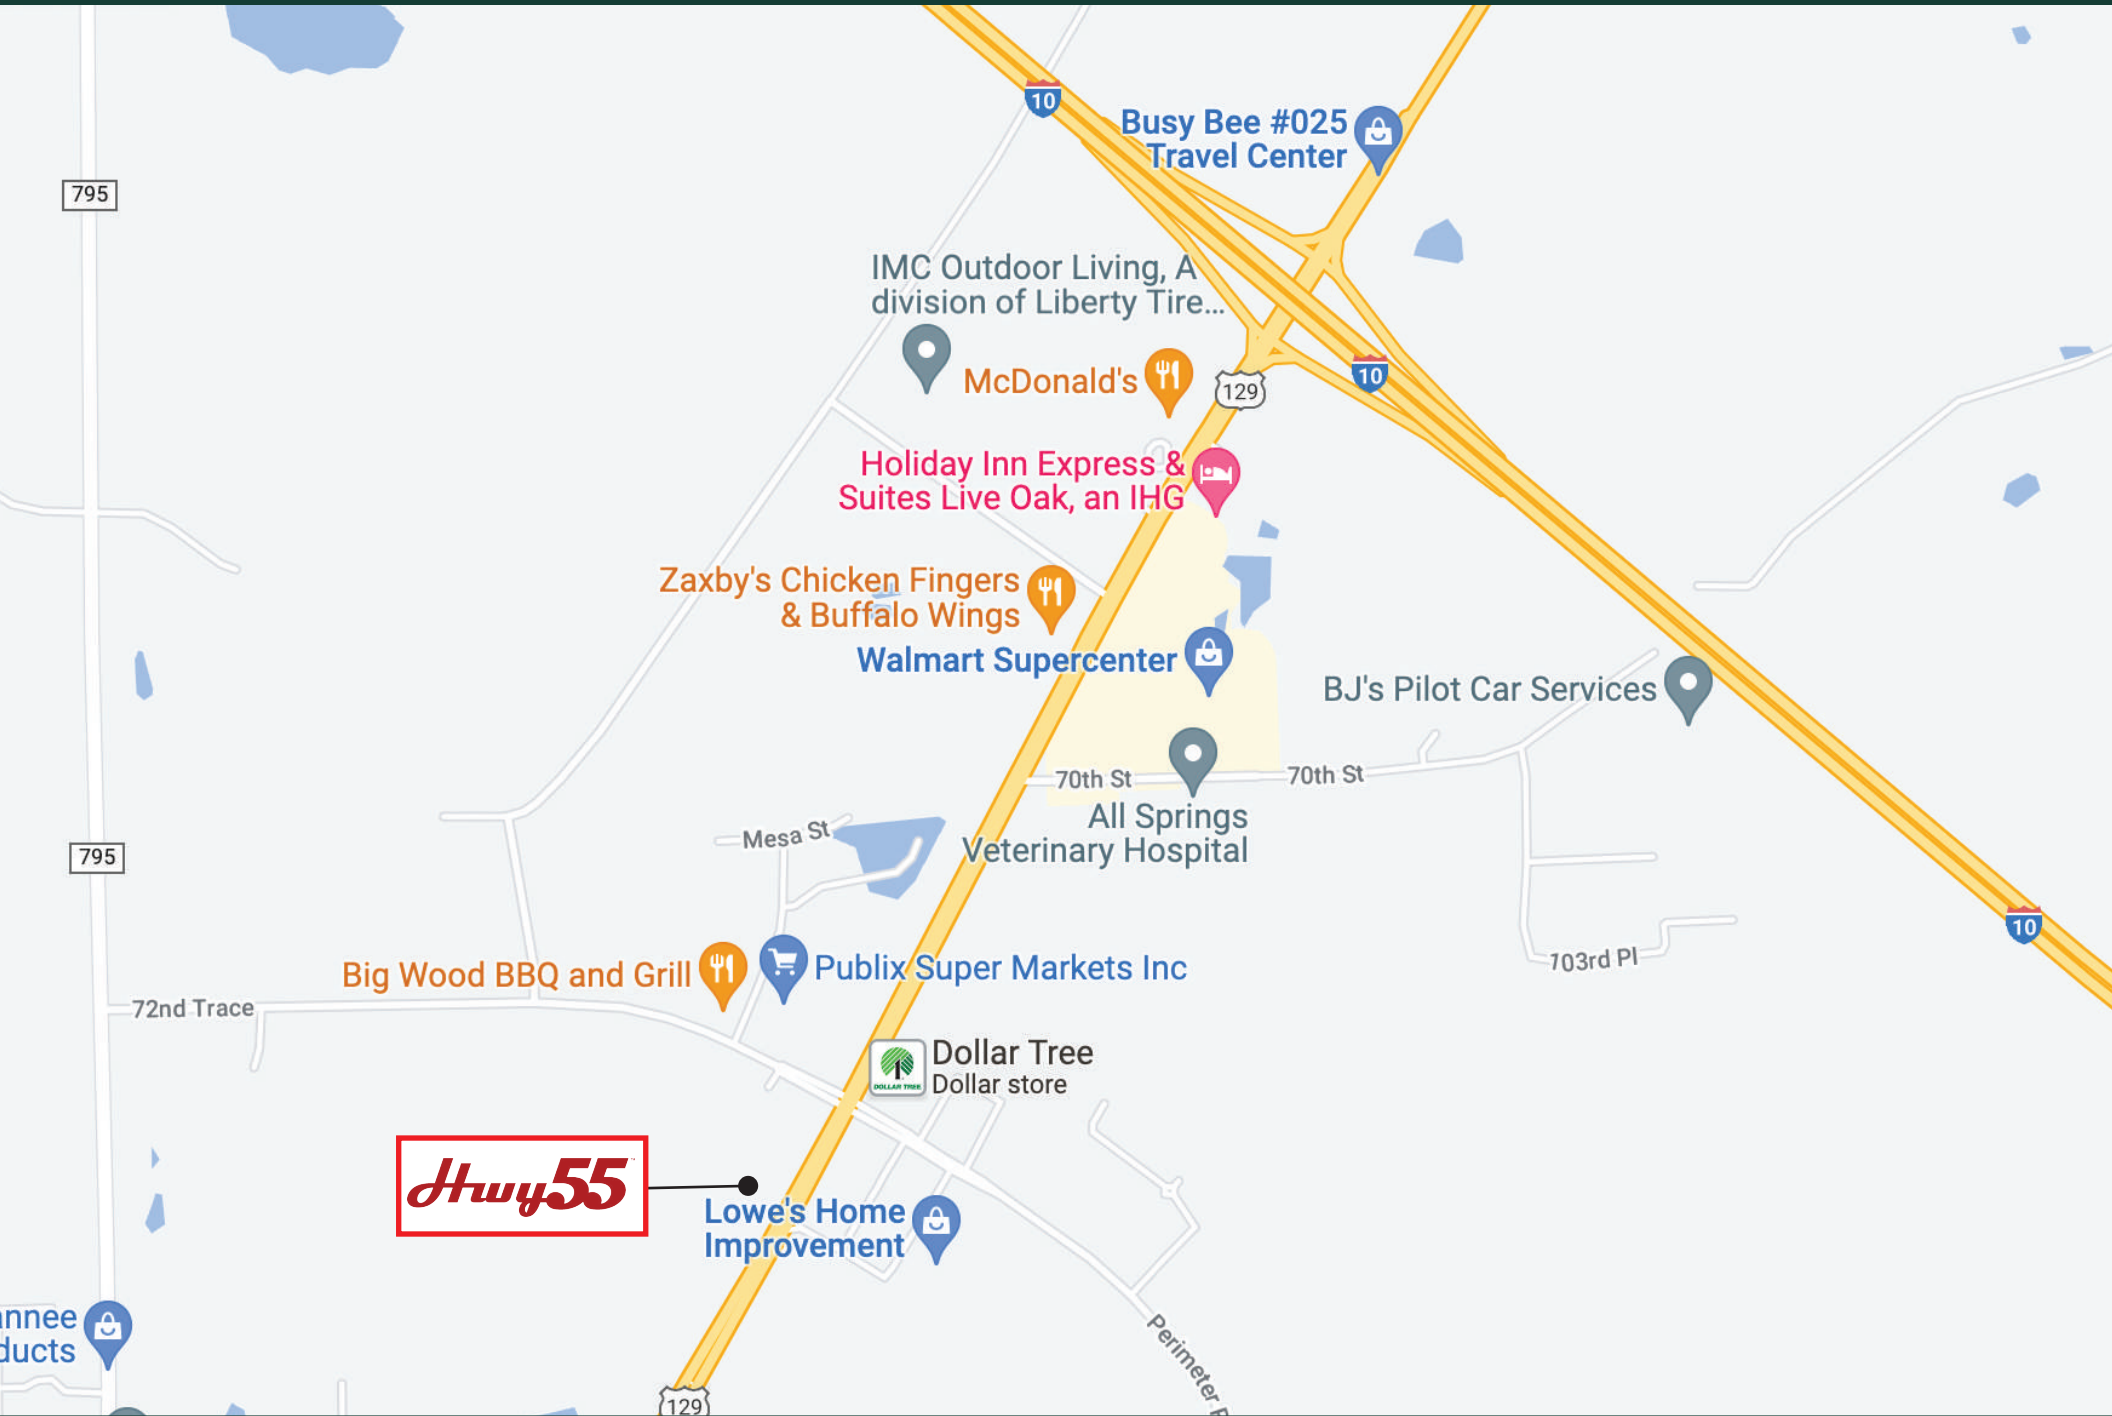 10
Busy Bee #025
Travel Center
795
IMC Outdoor Living, A
division of Liberty Tire...
McDonald's
129
10
Holiday Inn Express &
Suites Live Oak, an IHG
Zaxby's Chicken Fingers
& Buffalo Wings
Walmart Supercenter
BJ's Pilot Car Services
70th St
70th St
All Springs
Veterinary Hospital
Mesa St
795
10
103rd Pl
Big Wood BBQ and Grill
Publix Super Markets Inc
72nd Trace
DOLLAR TREE
Dollar Tree
Dollar store
Hwy55
Lowe's Home
Improvement
annee
ducts
Perimeter
129